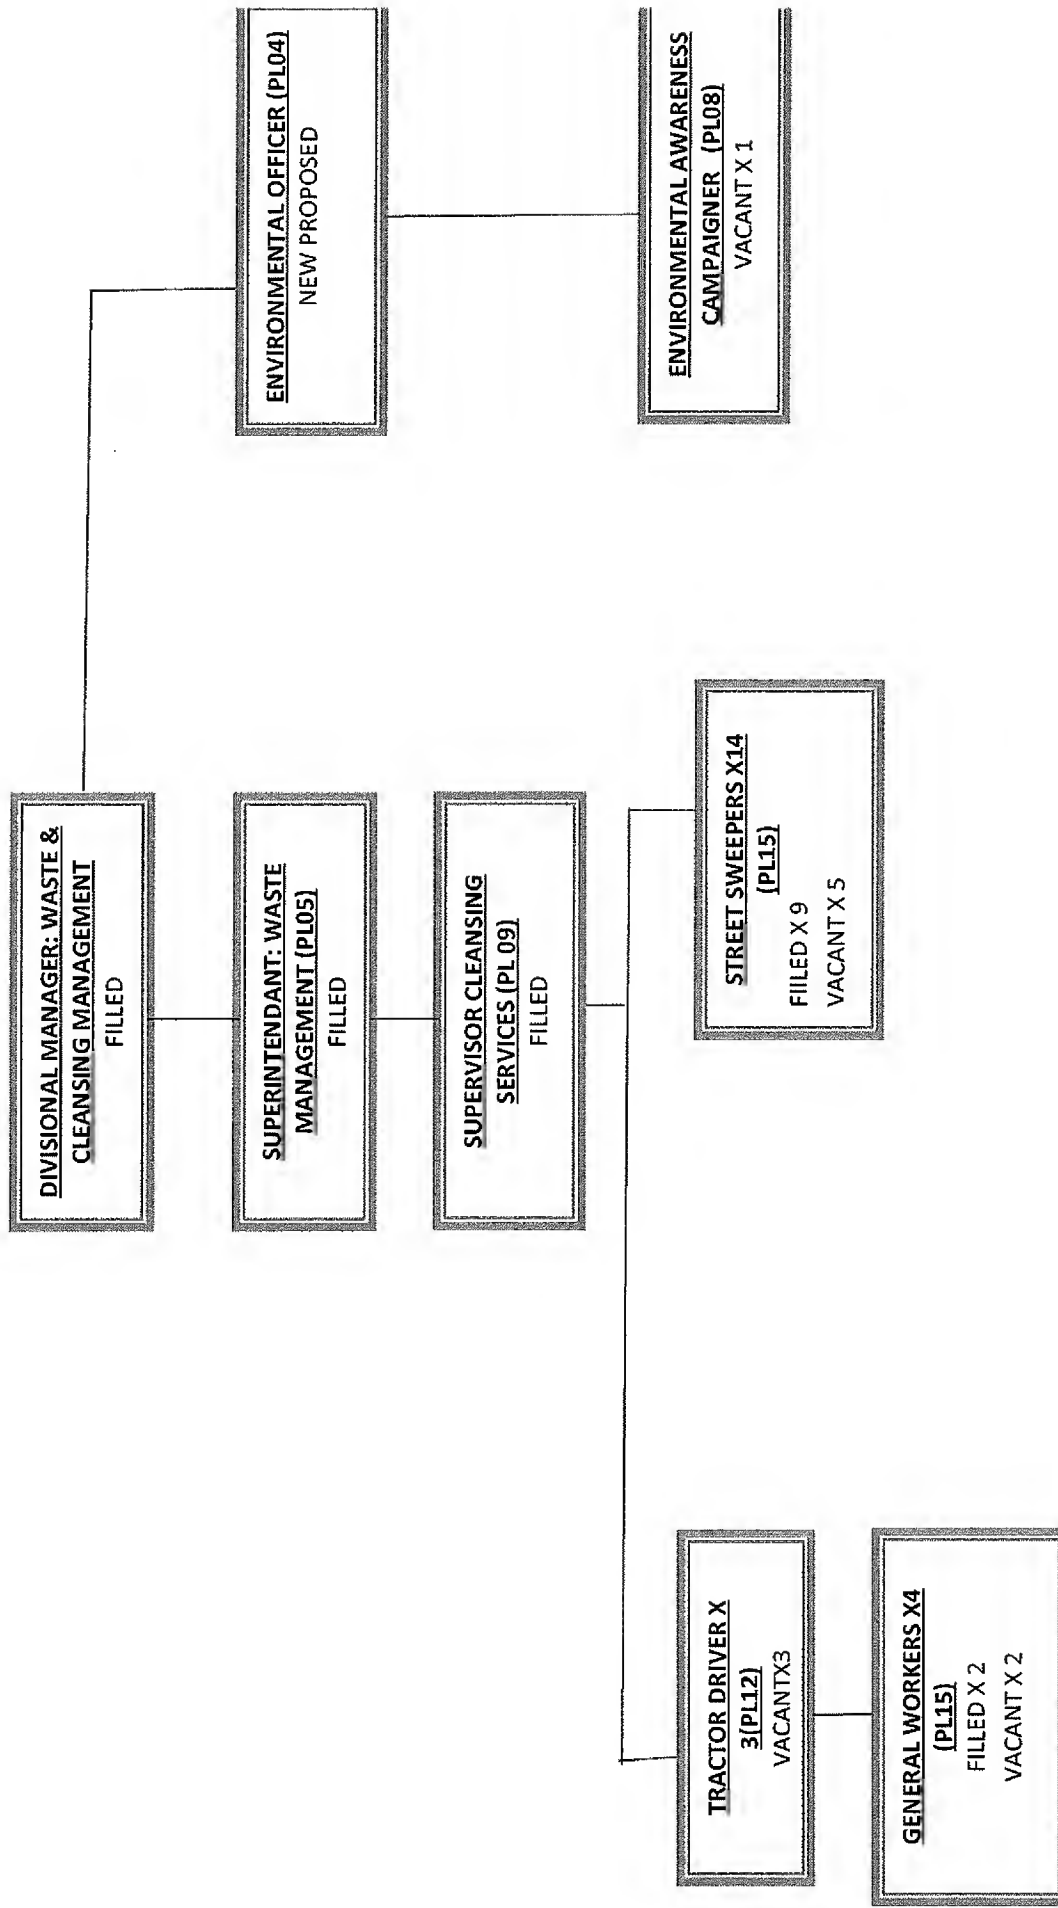 DIVISIONAL MANAGER: WASTE &
CLEANSING MANAGEMENT
FILLED
SUPERINTENDANT: WASTE
MANAGEMENT (PL05)
FILLED
ENVIRONMENTAL OFFICER (PL04)
NEW PROPOSED
SUPERVISOR CLEANSING
SERVICES (PL 09)
FILLED
ENVIRONMENTAL AWARENESS
CAMPAIGNER (PL08)
VACANT X 1
TRACTOR DRIVER X
3(PL12)
VACANTX3
STREET SWEEPERS X14
(PL15)
FIILED X 9
VACANT X 5
GENERAL WORKERS X4
(PL15)
FILLED X 2
VACANT X 2